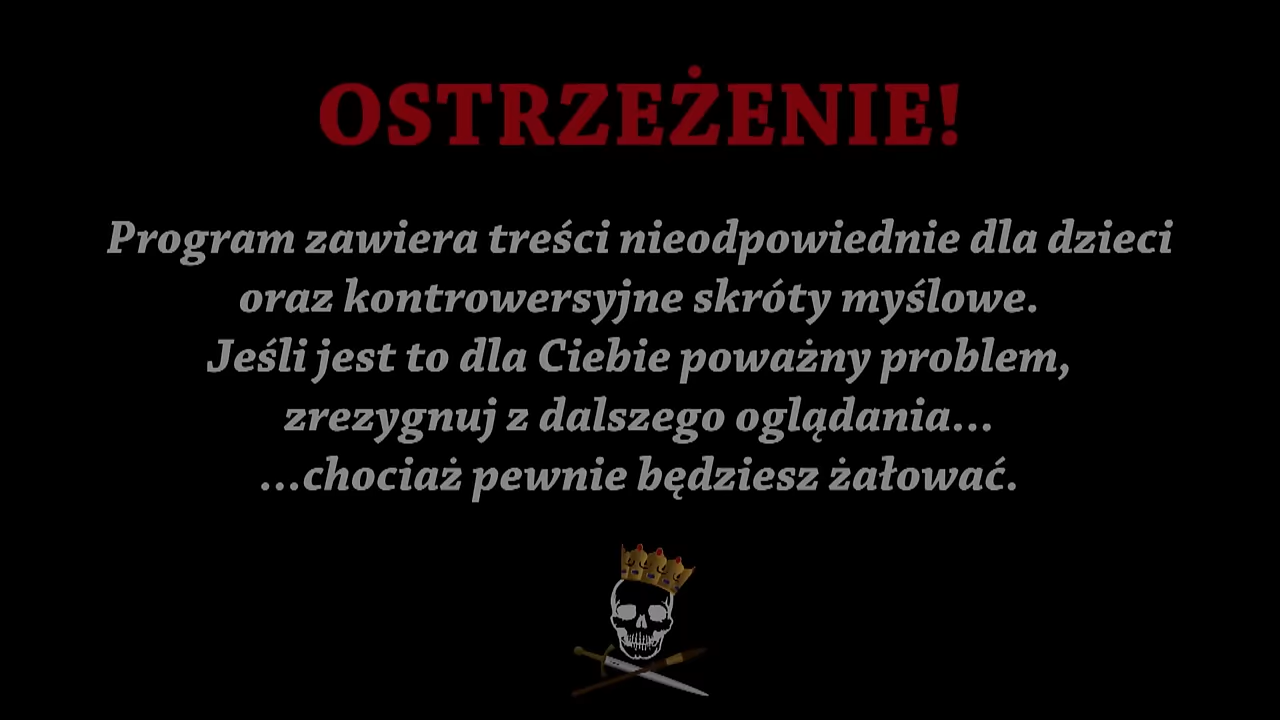 OSTRZEŻENIE!
Program zawiera treści nieodpowiednie dla dzieci
oraz kontrowersyjne skróty myślowe.
Jeśli jest to dla Ciebie poważny problem,
zrezygnuj z dalszego oglądania...
...chociaż pewnie będziesz żałować.